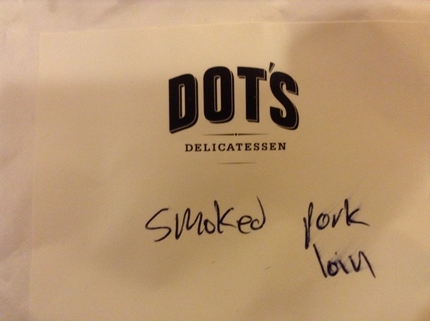 DOT'S
DELICATESSEN
smoked pork
loin